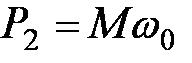 P₂ = Mω₀